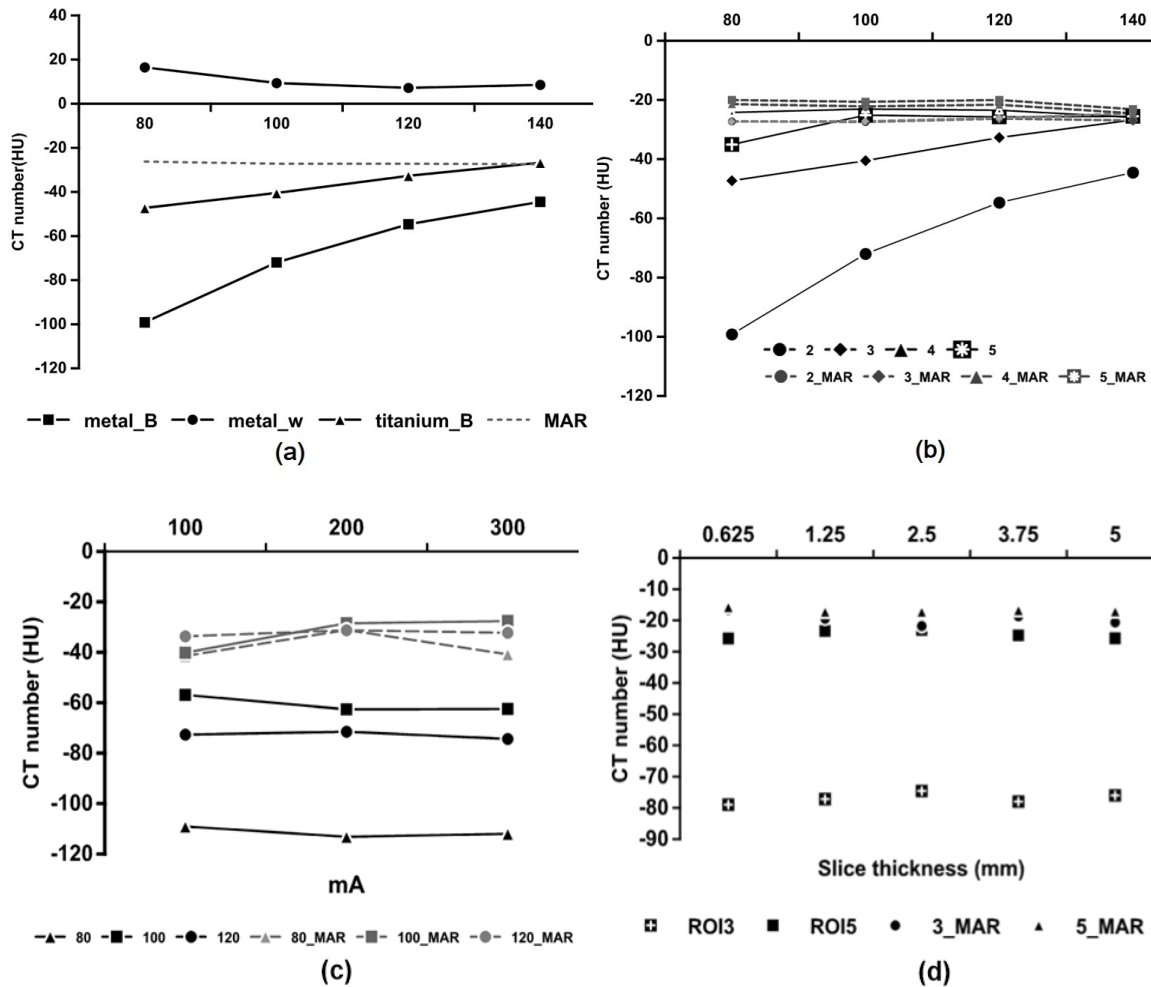 40
20
0
-20
-40
-60
-80
-100
-120
CT number(HU)
80 100 120 140
metal_B metal_w titanium_B MAR
(a)
80 100 120 140
0
-20
-40
-60
-80
-100
-120
CT number (HU)
2 3 4 5
2_MAR 3_MAR 4_MAR 5_MAR
(b)
100 200 300
0
-20
-40
-60
-80
-100
-120
CT number (HU)
mA
80 100 120 80_MAR 100_MAR 120_MAR
(c)
0.625 1.25 2.5 3.75 5
0
-10
-20
-30
-40
-50
-60
-70
-80
-90
CT number (HU)
Slice thickness (mm)
ROI3 ROI5 3_MAR 5_MAR
(d)